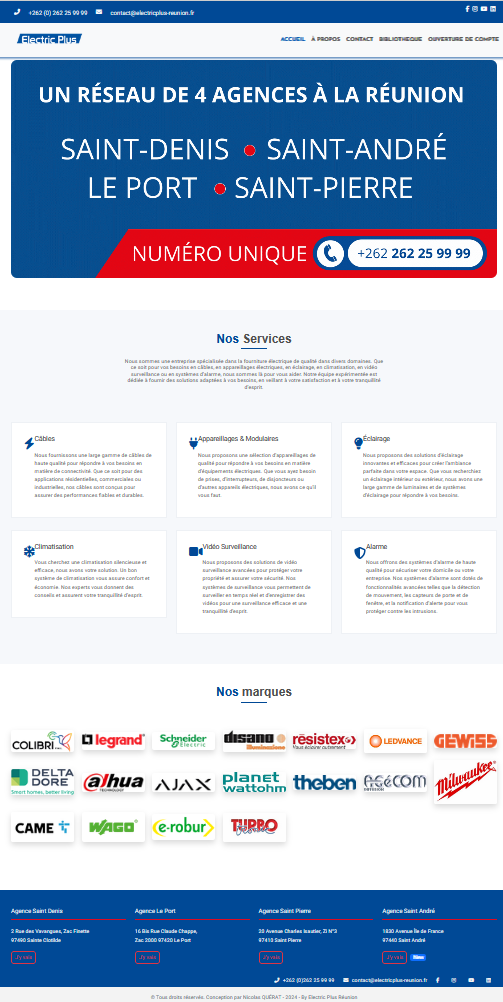 +262 (0) 262 25 99 99 contact@electricplus-reunion.fr
Electric Plus
ACCUEIL À PROPOS CONTACT BIBLIOTHEQUE OUVERTURE DE COMPTE
UN RÉSEAU DE 4 AGENCES À LA RÉUNION
SAINT-DENIS SAINT-ANDRÉ
LE PORT SAINT-PIERRE
NUMÉRO UNIQUE +262 262 25 99 99
Nos Services
Nous sommes une entreprise spécialisée dans la fourniture électrique de qualité dans divers domaines. Que
ce soit pour vos besoins en câbles, en appareillages électriques, en éclairage, en climatisation, en vidéo
surveillance ou en systèmes d'alarme, nous sommes là pour vous aider. Notre équipe expérimentée est
dédiée à fournir des solutions adaptées à vos besoins, en veillant à votre satisfaction et à votre tranquillité
d'esprit.
Câbles
Nous fournissons une large gamme de câbles de
haute qualité pour répondre à vos besoins en
matière de connectivité. Que ce soit pour des
applications résidentielles, commerciales ou
industrielles, nos câbles sont conçus pour
assurer des performances fiables et durables.
Appareillages & Modulaires
Nous proposons une sélection d'appareillages de
qualité pour répondre à vos besoins en matière
d'équipements électriques. Que vous ayez besoin
de prises, d'interrupteurs, de disjoncteurs ou
d'autres appareils électriques, nous avons ce qu'il
vous faut.
Éclairage
Nous proposons des solutions d'éclairage
innovantes et efficaces pour créer l'ambiance
parfaite dans votre espace. Que vous recherchiez
un éclairage intérieur ou extérieur, nous avons une
large gamme de luminaires et de systèmes
d'éclairage pour répondre à vos besoins.
Climatisation
Vous cherchez une climatisation silencieuse et
efficace, nous avons votre solution. Un bon
système de climatisation vous assure confort et
économie. Nos experts vous donnent des
conseils et assurent votre tranquillité d'esprit.
Vidéo Surveillance
Nous proposons des solutions de vidéo
surveillance avancées pour protéger votre
propriété et assurer votre sécurité. Nos
systèmes de surveillance vous permettent de
surveiller en temps réel et d'enregistrer des
vidéos pour une surveillance efficace et une
tranquillité d'esprit.
Alarme
Nous offrons des systèmes d'alarme de haute
qualité pour sécuriser votre domicile ou votre
entreprise. Nos systèmes d'alarme sont dotés de
fonctionnalités avancées telles que la détection
de mouvement, les capteurs de porte et de
fenêtre, et la notification d'alerte pour vous
protéger contre les intrusions.
Nos marques
COLIBRI legrand Schneider Electric disano illuminazione résistex Vous éclairer autrement LEDVANCE GEWISS
DELTA DORE Smart homes, better living alhua TECHNOLOGY AJAX planet wattohm theben AGÉCOM Milwaukee
CAME WAGO e-robur TURBO
Agence Saint Denis
2 Rue des Vavangues, Zac Finette
97490 Sainte Clotilde
J'y vais
Agence Le Port
16 Bis Rue Claude Chappe,
Zac 2000 97420 Le Port
J'y vais
Agence Saint Pierre
20 Avenue Charles Isautier, ZI N°3
97410 Saint Pierre
J'y vais
Agence Saint André
1830 Avenue Île de France
97440 Saint André
J'y vais
+262 (0)262 25 99 99 contact@electricplus-reunion.fr
© Tous droits réservés. Conception par Nicolas QUÉRAT - 2024 - By Electric Plus Réunion